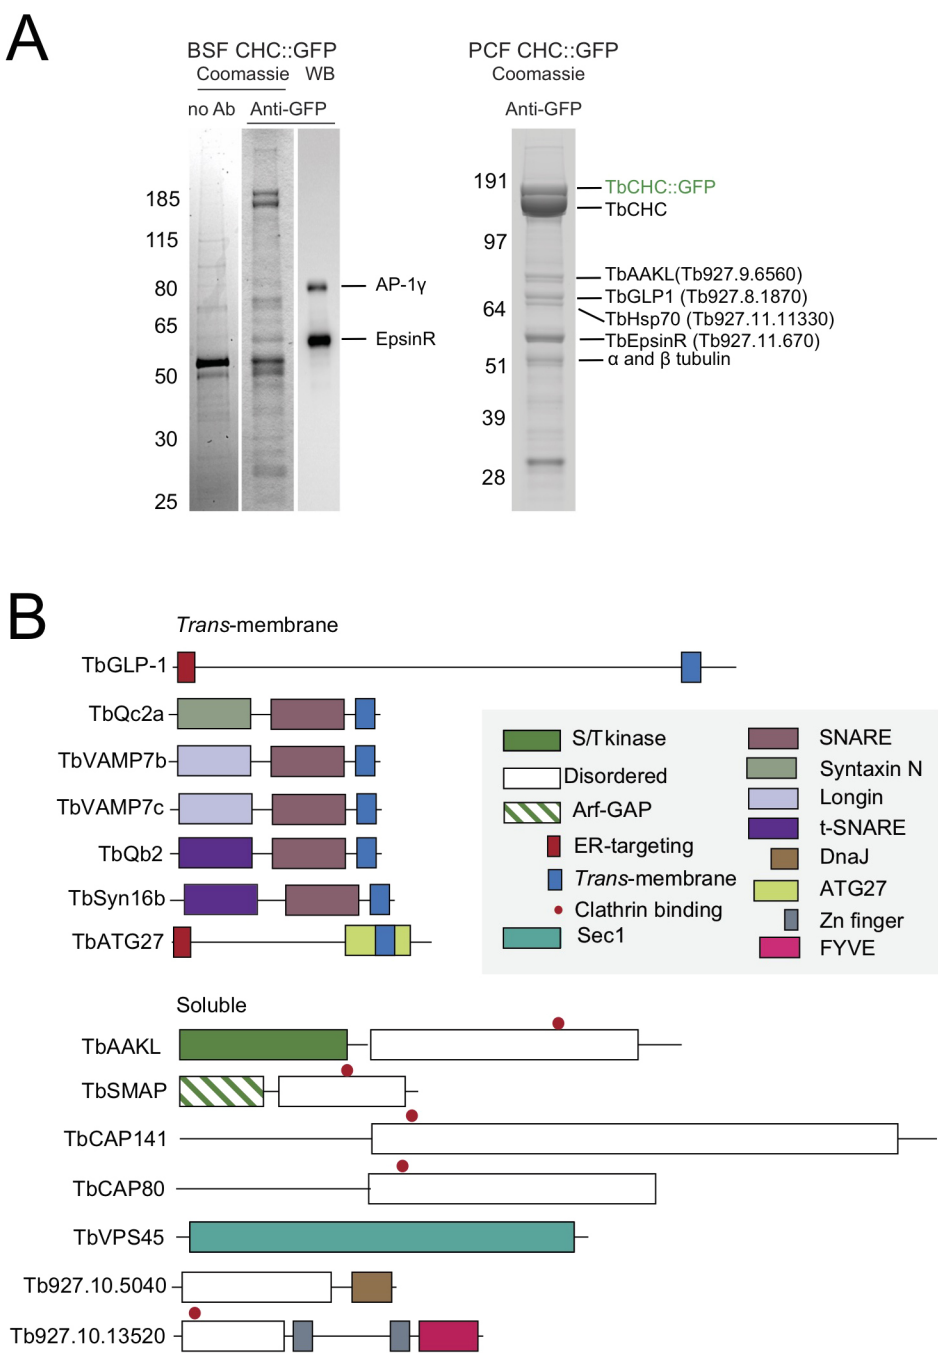 A
BSF CHC::GFP
Coomassie WB
no Ab Anti-GFP
185
115
80
65
50
30
25
AP-1γ
EpsinR
PCF CHC::GFP
Coomassie
Anti-GFP
191
97
64
51
39
28
TbCHC::GFP
TbCHC
TbAAKL(Tb927.9.6560)
TbGLP1 (Tb927.8.1870)
TbHsp70 (Tb927.11.11330)
TbEpsinR (Tb927.11.670)
α and β tubulin
B
Trans-membrane
TbGLP-1
TbQc2a
TbVAMP7b
TbVAMP7c
TbQb2
TbSyn16b
TbATG27
S/Tkinase
Disordered
Arf-GAP
ER-targeting
Trans-membrane
Clathrin binding
Sec1
SNARE
Syntaxin N
Longin
t-SNARE
DnaJ
ATG27
Zn finger
FYVE
Soluble
TbAAKL
TbSMAP
TbCAP141
TbCAP80
TbVPS45
Tb927.10.5040
Tb927.10.13520